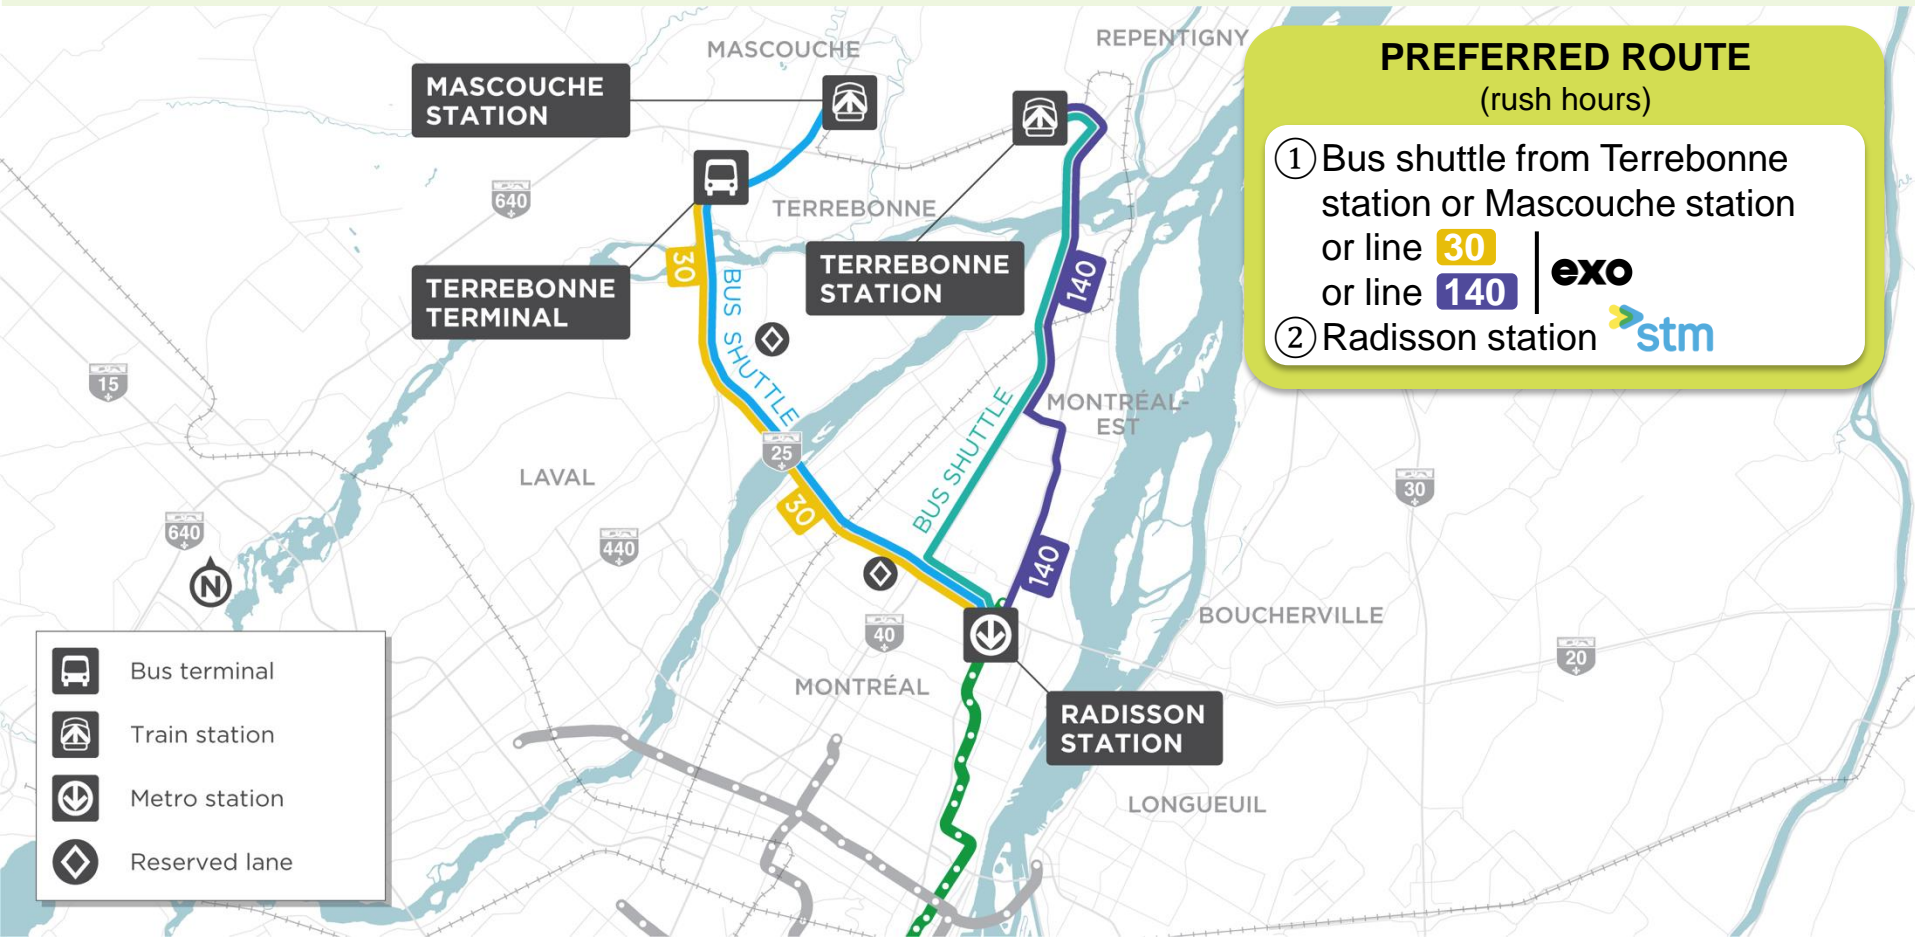 MASCOUCHE
REPENTIGNY
PREFERRED ROUTE
(rush hours)
① Bus shuttle from Terrebonne
station or Mascouche station
or line 30
or line 140
exo
② Radisson station stm
MASCOUCHE
STATION
640
TERREBONNE
30
TERREBONNE
TERMINAL
TERREBONNE
STATION
140
BUS SHUTTLE
15
MONTRÉAL-
EST
BUS SHUTTLE
25
LAVAL
30
30
640
440
N
140
40
BOUCHERVILLE
20
MONTRÉAL
RADISSON
STATION
LONGUEUIL
Bus terminal
Train station
Metro station
Reserved lane